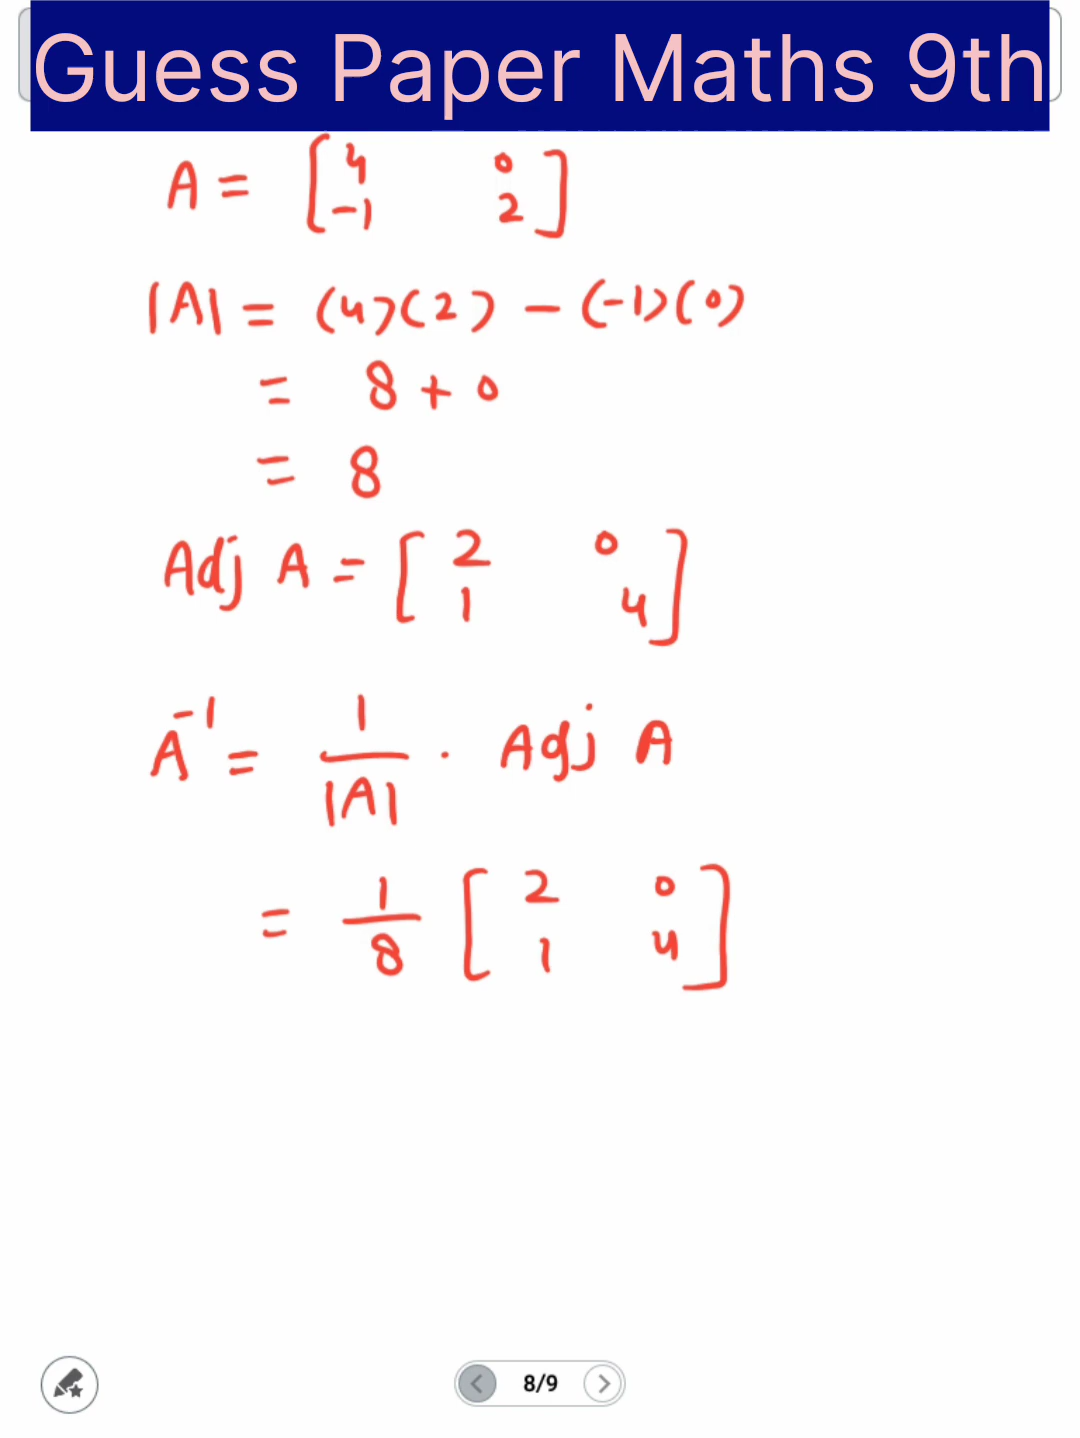 Guess Paper Maths 9th
A = [ 4 0
-1 2 ]
|A| = (4)(2) - (-1)(0)
= 8 + 0
= 8
Adj A = [ 2 0
1 4 ]
A⁻¹ = 1/|A| . Adj A
= 1/8 [ 2 0
1 4 ]
8/9